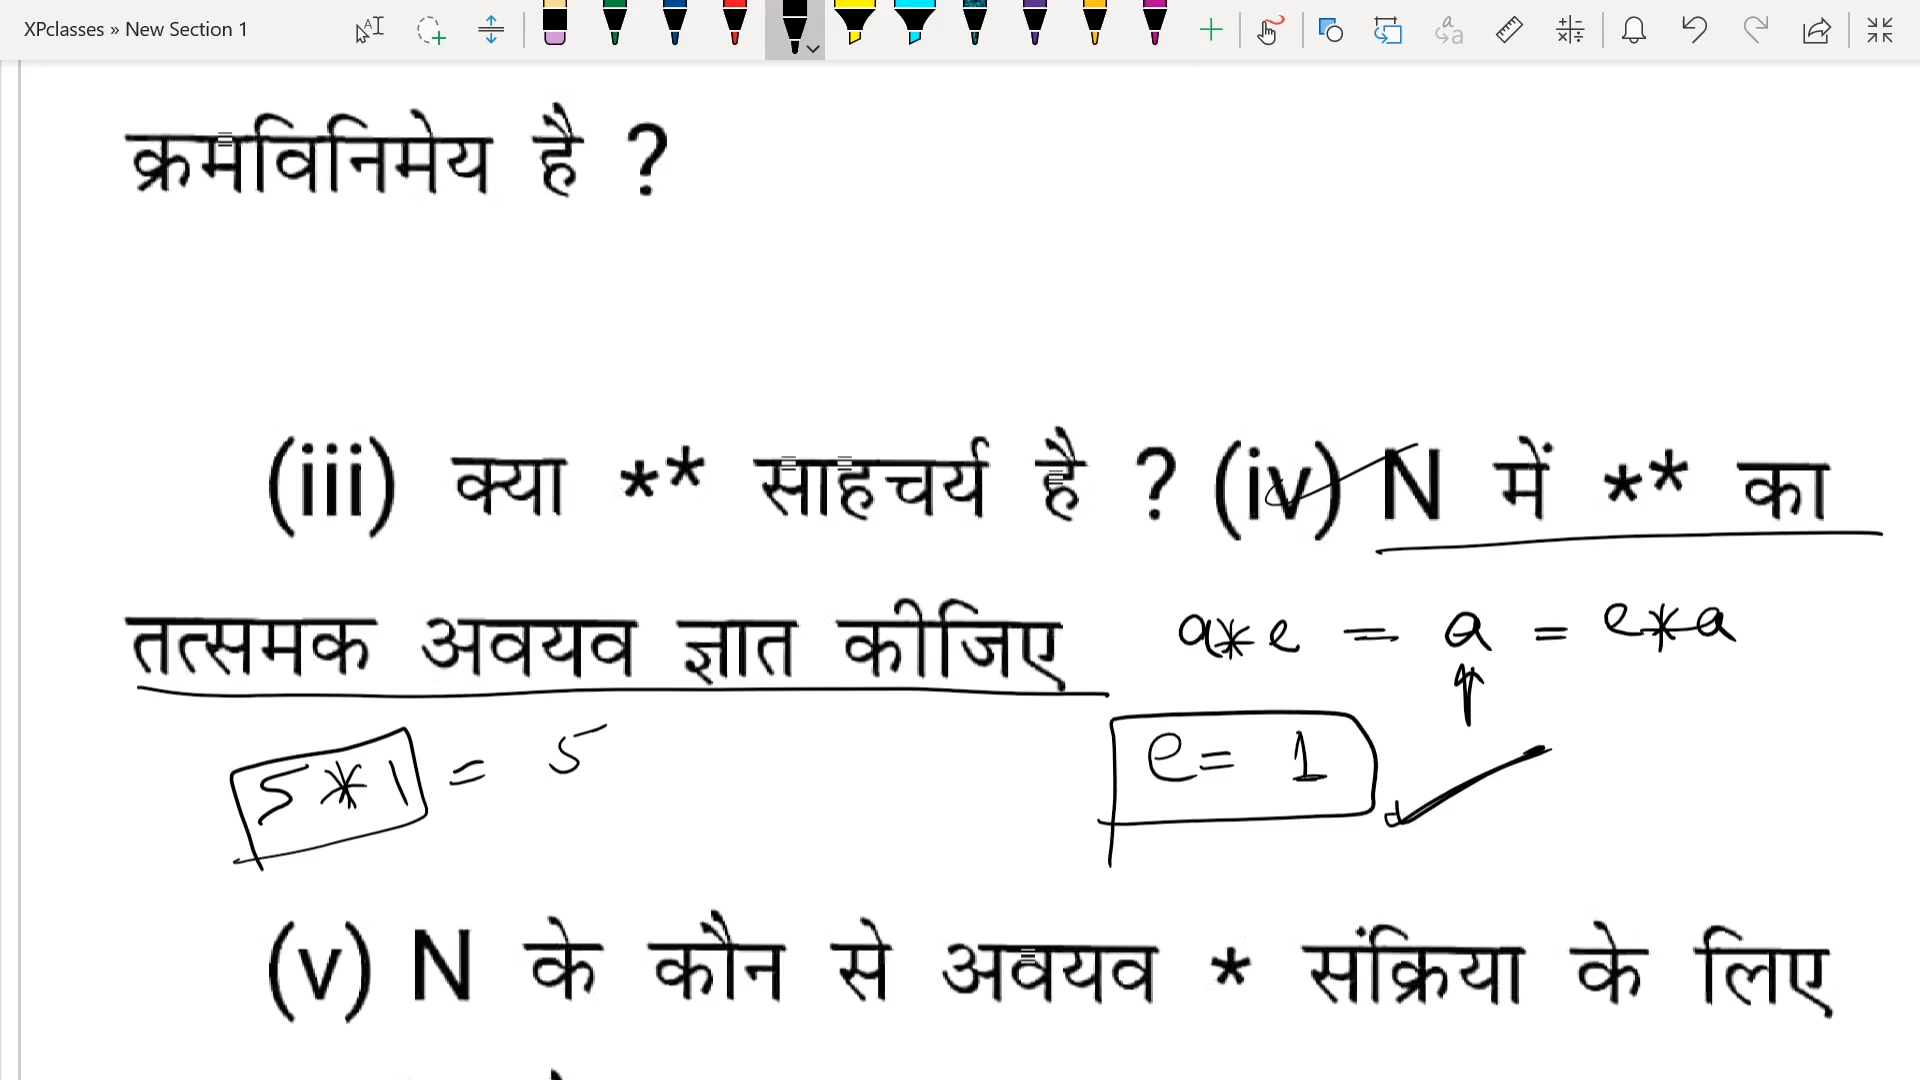 XPclasses » New Section 1
क्रमविनिमेय है ?
(iii) क्या ** साहचर्य है ? (iv) N में ** का
तत्समक अवयव ज्ञात कीजिए
a*e = a = e*a
5*1 = 5
e= 1
(v) N के कौन से अवयव * संक्रिया के लिए